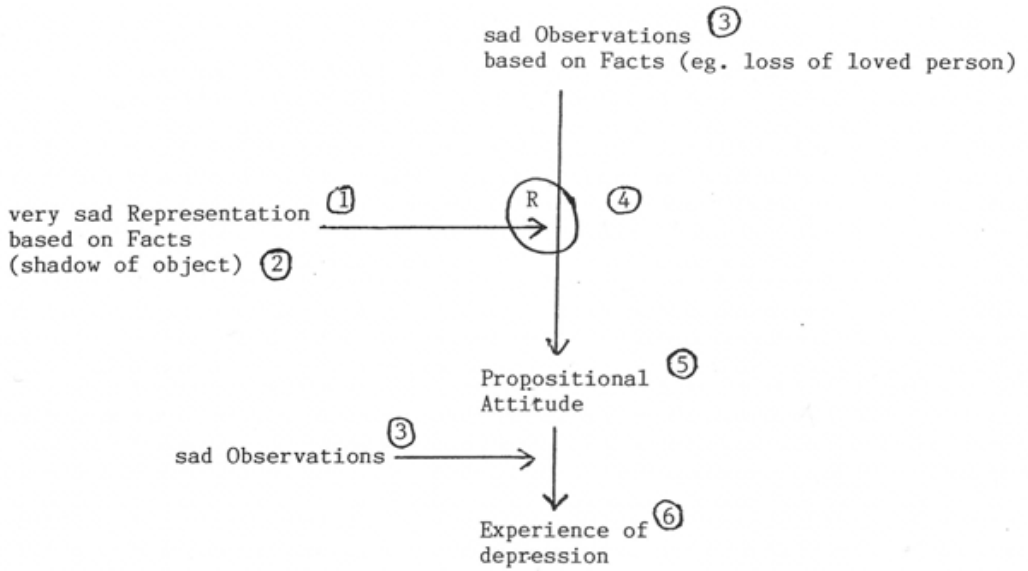 sad Observations ③
based on Facts (eg. loss of loved person)
R ④
very sad Representation ①
based on Facts
(shadow of object) ②
Propositional ⑤
Attitude
③
sad Observations
Experience of ⑥
depression